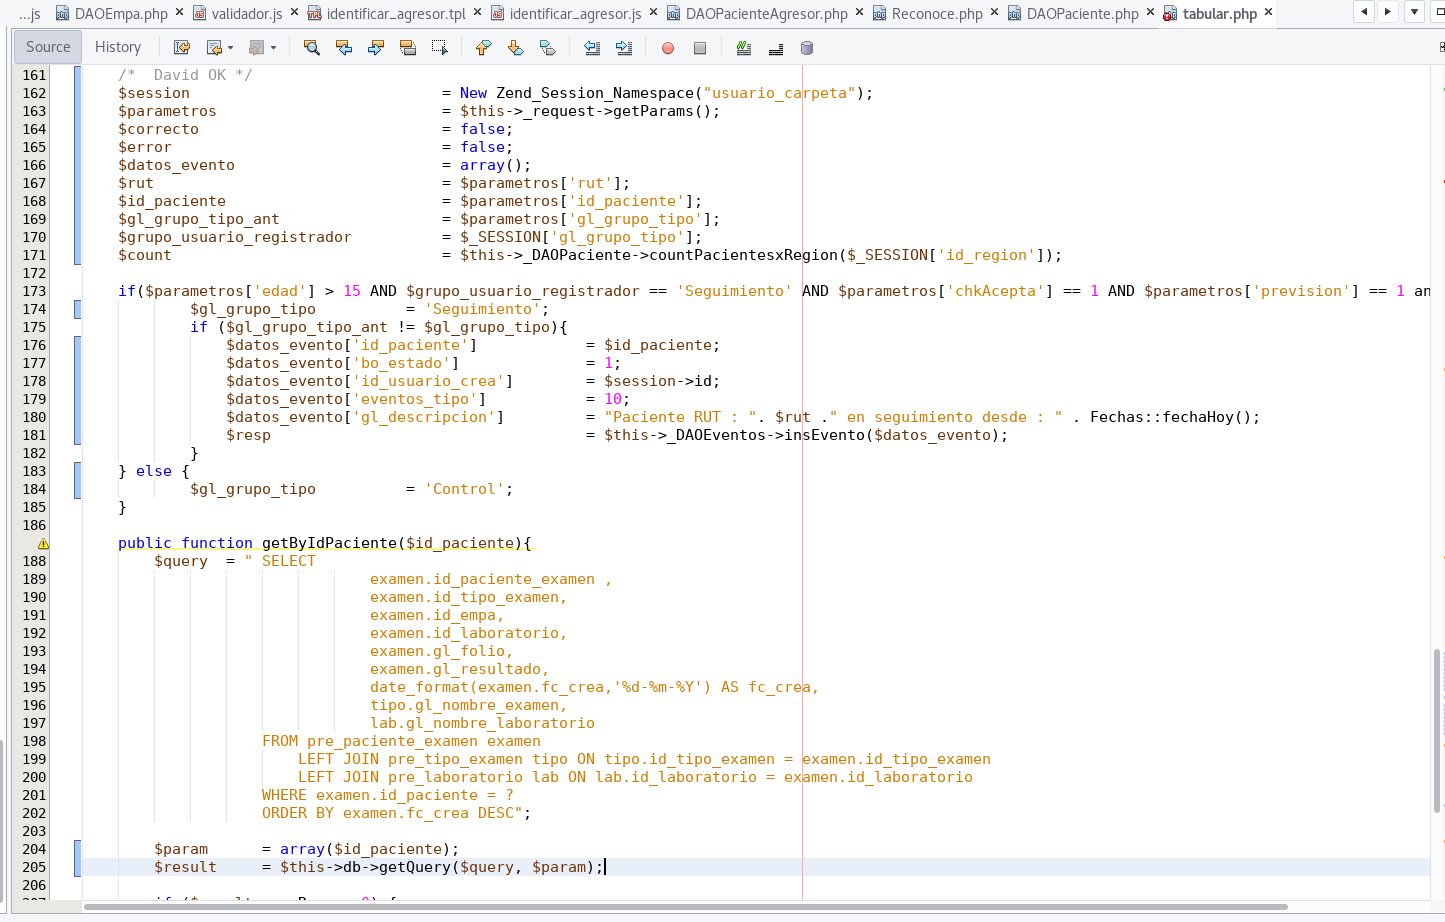 ...js DAOEmpa.php validador.js identificar_agresor.tpl identificar_agresor.js DAOPacienteAgresor.php Reconoce.php DAOPaciente.php tabular.php
Source History
161 /*  David OK */
162 $session = New Zend_Session_Namespace("usuario_carpeta");
163 $parametros = $this->_request->getParams();
164 $correcto = false;
165 $error = false;
166 $datos_evento = array();
167 $rut = $parametros['rut'];
168 $id_paciente = $parametros['id_paciente'];
169 $gl_grupo_tipo_ant = $parametros['gl_grupo_tipo'];
170 $grupo_usuario_registrador = $_SESSION['gl_grupo_tipo'];
171 $count = $this->_DAOPaciente->countPacientesxRegion($_SESSION['id_region']);
172
173 if($parametros['edad'] > 15 AND $grupo_usuario_registrador == 'Seguimiento' AND $parametros['chkAcepta'] == 1 AND $parametros['prevision'] == 1 an
174 $gl_grupo_tipo = 'Seguimiento';
175 if ($gl_grupo_tipo_ant != $gl_grupo_tipo){
176 $datos_evento['id_paciente'] = $id_paciente;
177 $datos_evento['bo_estado'] = 1;
178 $datos_evento['id_usuario_crea'] = $session->id;
179 $datos_evento['eventos_tipo'] = 10;
180 $datos_evento['gl_descripcion'] = "Paciente RUT : ". $rut ." en seguimiento desde : " . Fechas::fechaHoy();
181 $resp = $this->_DAOEventos->insEvento($datos_evento);
182 }
183 } else {
184 $gl_grupo_tipo = 'Control';
185 }
186
public function getByIdPaciente($id_paciente){
188 $query = " SELECT
189 examen.id_paciente_examen ,
190 examen.id_tipo_examen,
191 examen.id_empa,
192 examen.id_laboratorio,
193 examen.gl_folio,
194 examen.gl_resultado,
195 date_format(examen.fc_crea,'%d-%m-%Y') AS fc_crea,
196 tipo.gl_nombre_examen,
197 lab.gl_nombre_laboratorio
198 FROM pre_paciente_examen examen
199 LEFT JOIN pre_tipo_examen tipo ON tipo.id_tipo_examen = examen.id_tipo_examen
200 LEFT JOIN pre_laboratorio lab ON lab.id_laboratorio = examen.id_laboratorio
201 WHERE examen.id_paciente = ?
202 ORDER BY examen.fc_crea DESC";
203
204 $param = array($id_paciente);
205 $result = $this->db->getQuery($query, $param);
206